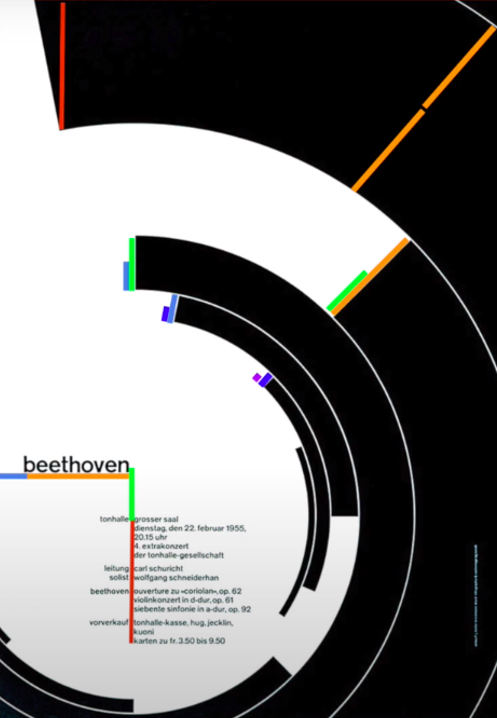 beethoven
tonhalle grosser saal
dienstag, den 22. februar 1955,
20.15 uhr
4. extrakonzert
der tonhalle-gesellschaft
leitung carl schuricht
solist wolfgang schneiderhan
beethoven ouverture zu «coriolan», op. 62
violinkonzert in d-dur, op. 61
siebente sinfonie in a-dur, op. 92
vorverkauf tonhalle-kasse, hug, jecklin,
kuoni
karten zu fr. 3.50 bis 9.50